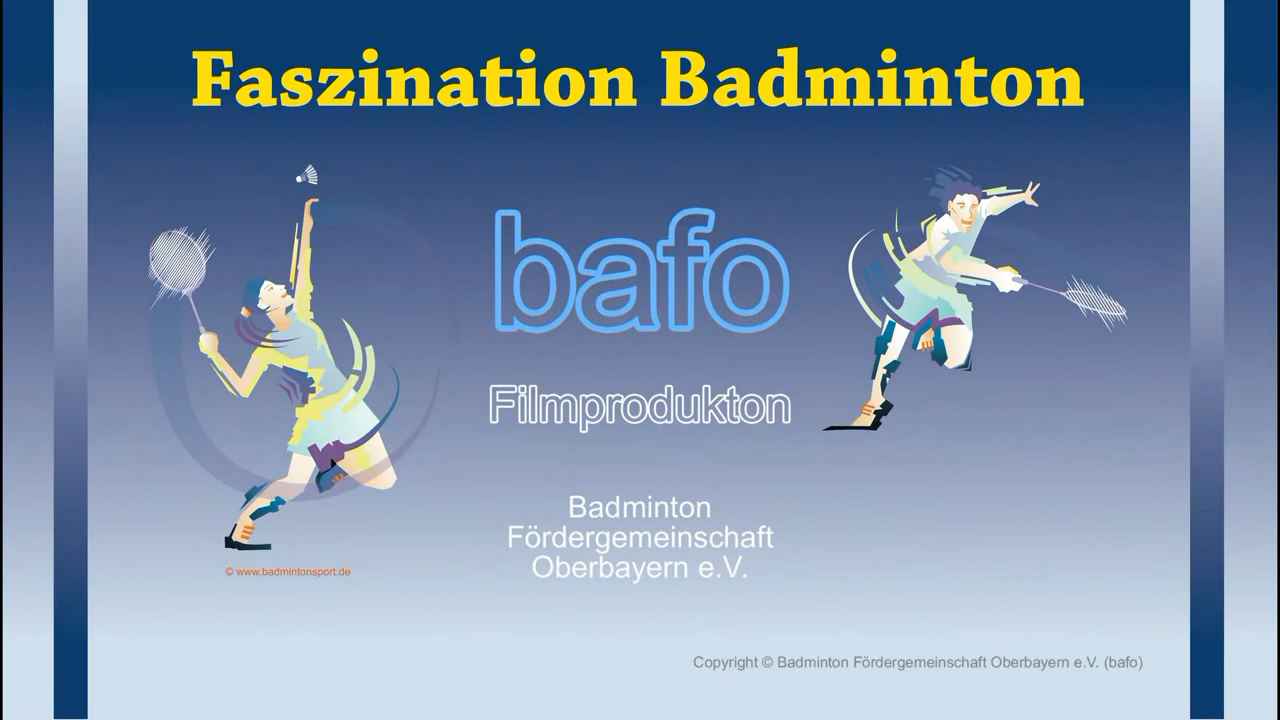 Faszination Badminton
bafo
Filmprodukton
Badminton
Fördergemeinschaft
Oberbayern e.V.
© www.badmintonsport.de
Copyright © Badminton Fördergemeinschaft Oberbayern e.V. (bafo)